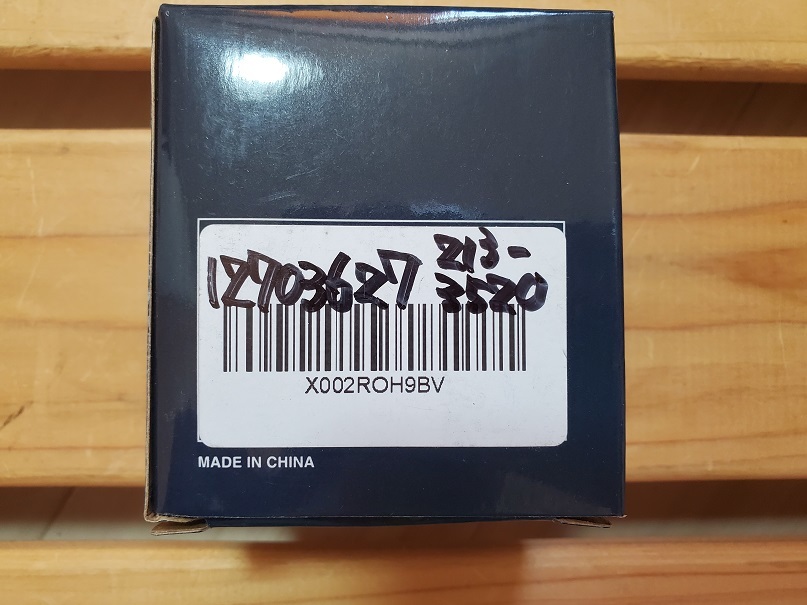 12703627 213-
3520
X002ROH9BV
MADE IN CHINA